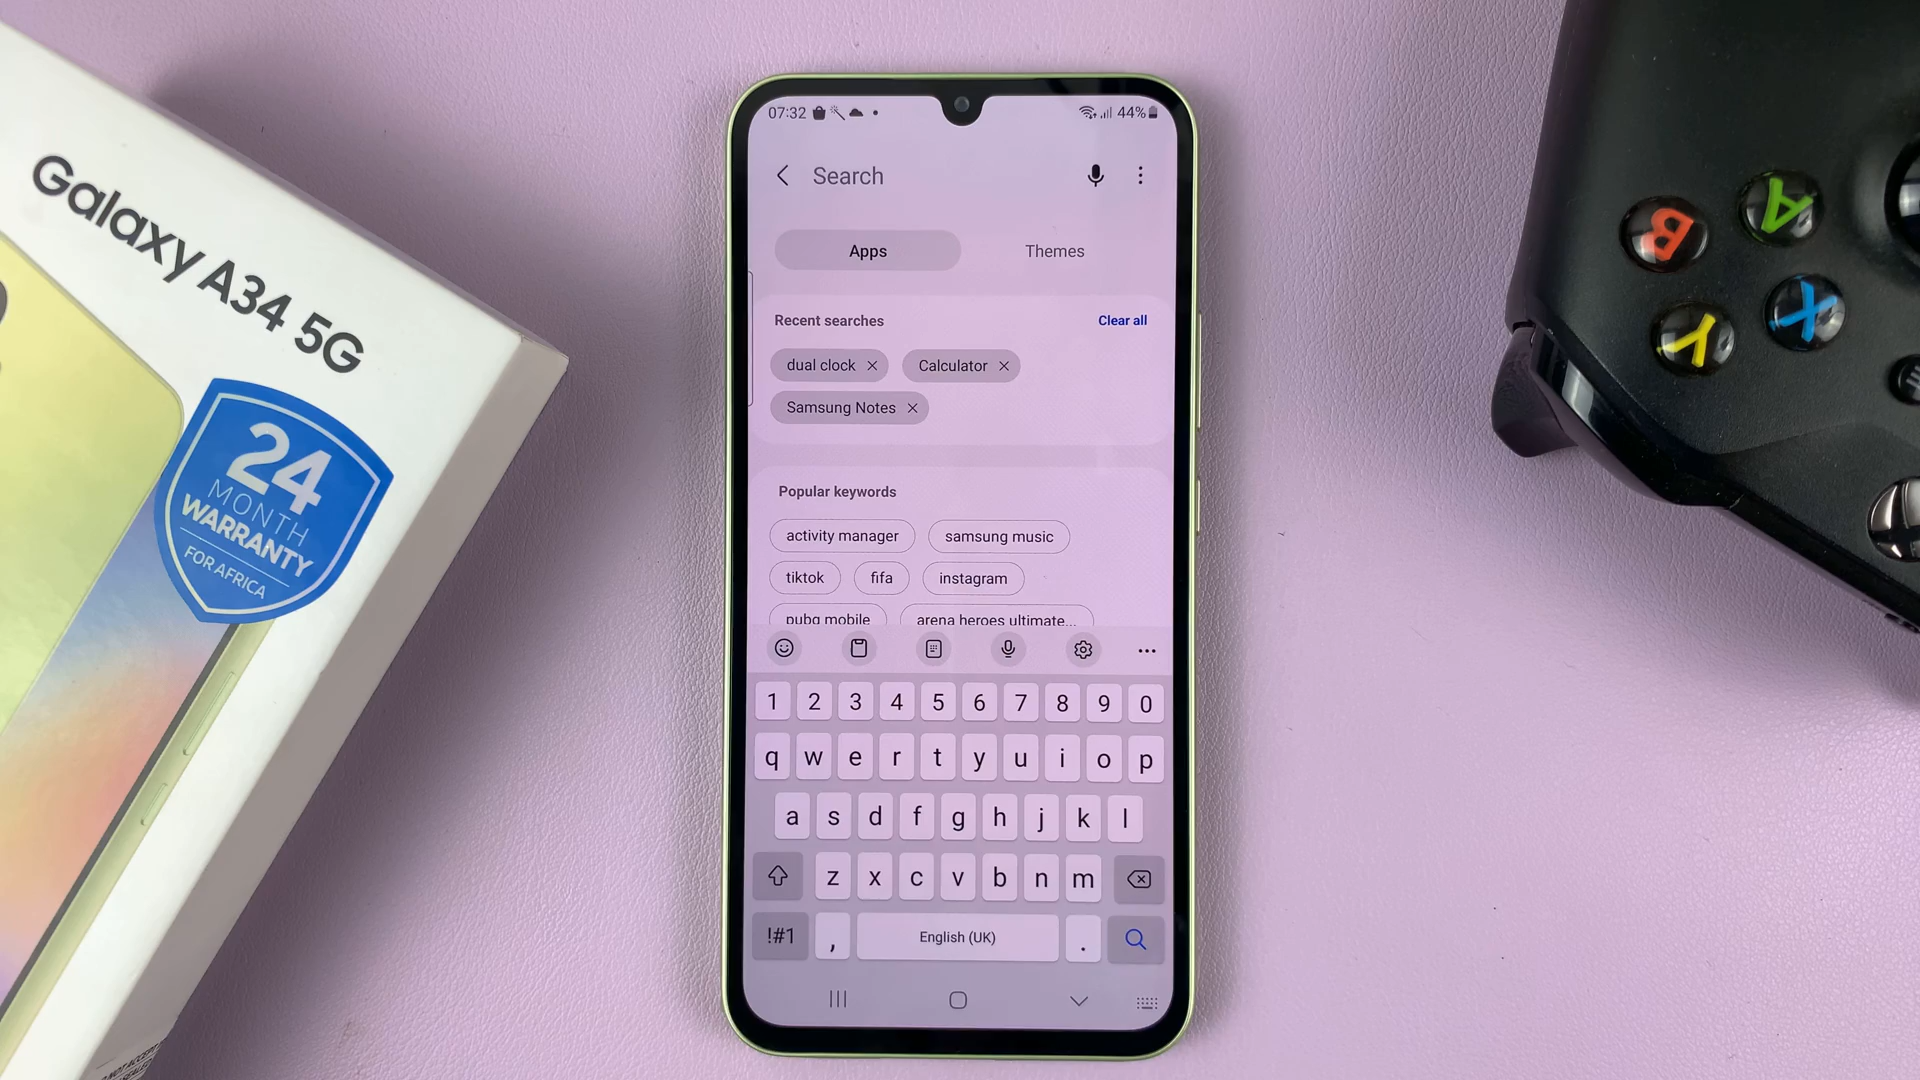 Galaxy A34 5G
24
MONTH
WARRANTY
FOR AFRICA
07:32
44%
Search
Apps
Themes
Recent searches
Clear all
dual clock
Calculator
Samsung Notes
Popular keywords
activity manager
samsung music
tiktok
fifa
instagram
pubg mobile
arena heroes ultimate...
1 2 3 4 5 6 7 8 9 0
q w e r t y u i o p
a s d f g h j k l
z x c v b n m
!#1 , English (UK) .
B
A
Y
X